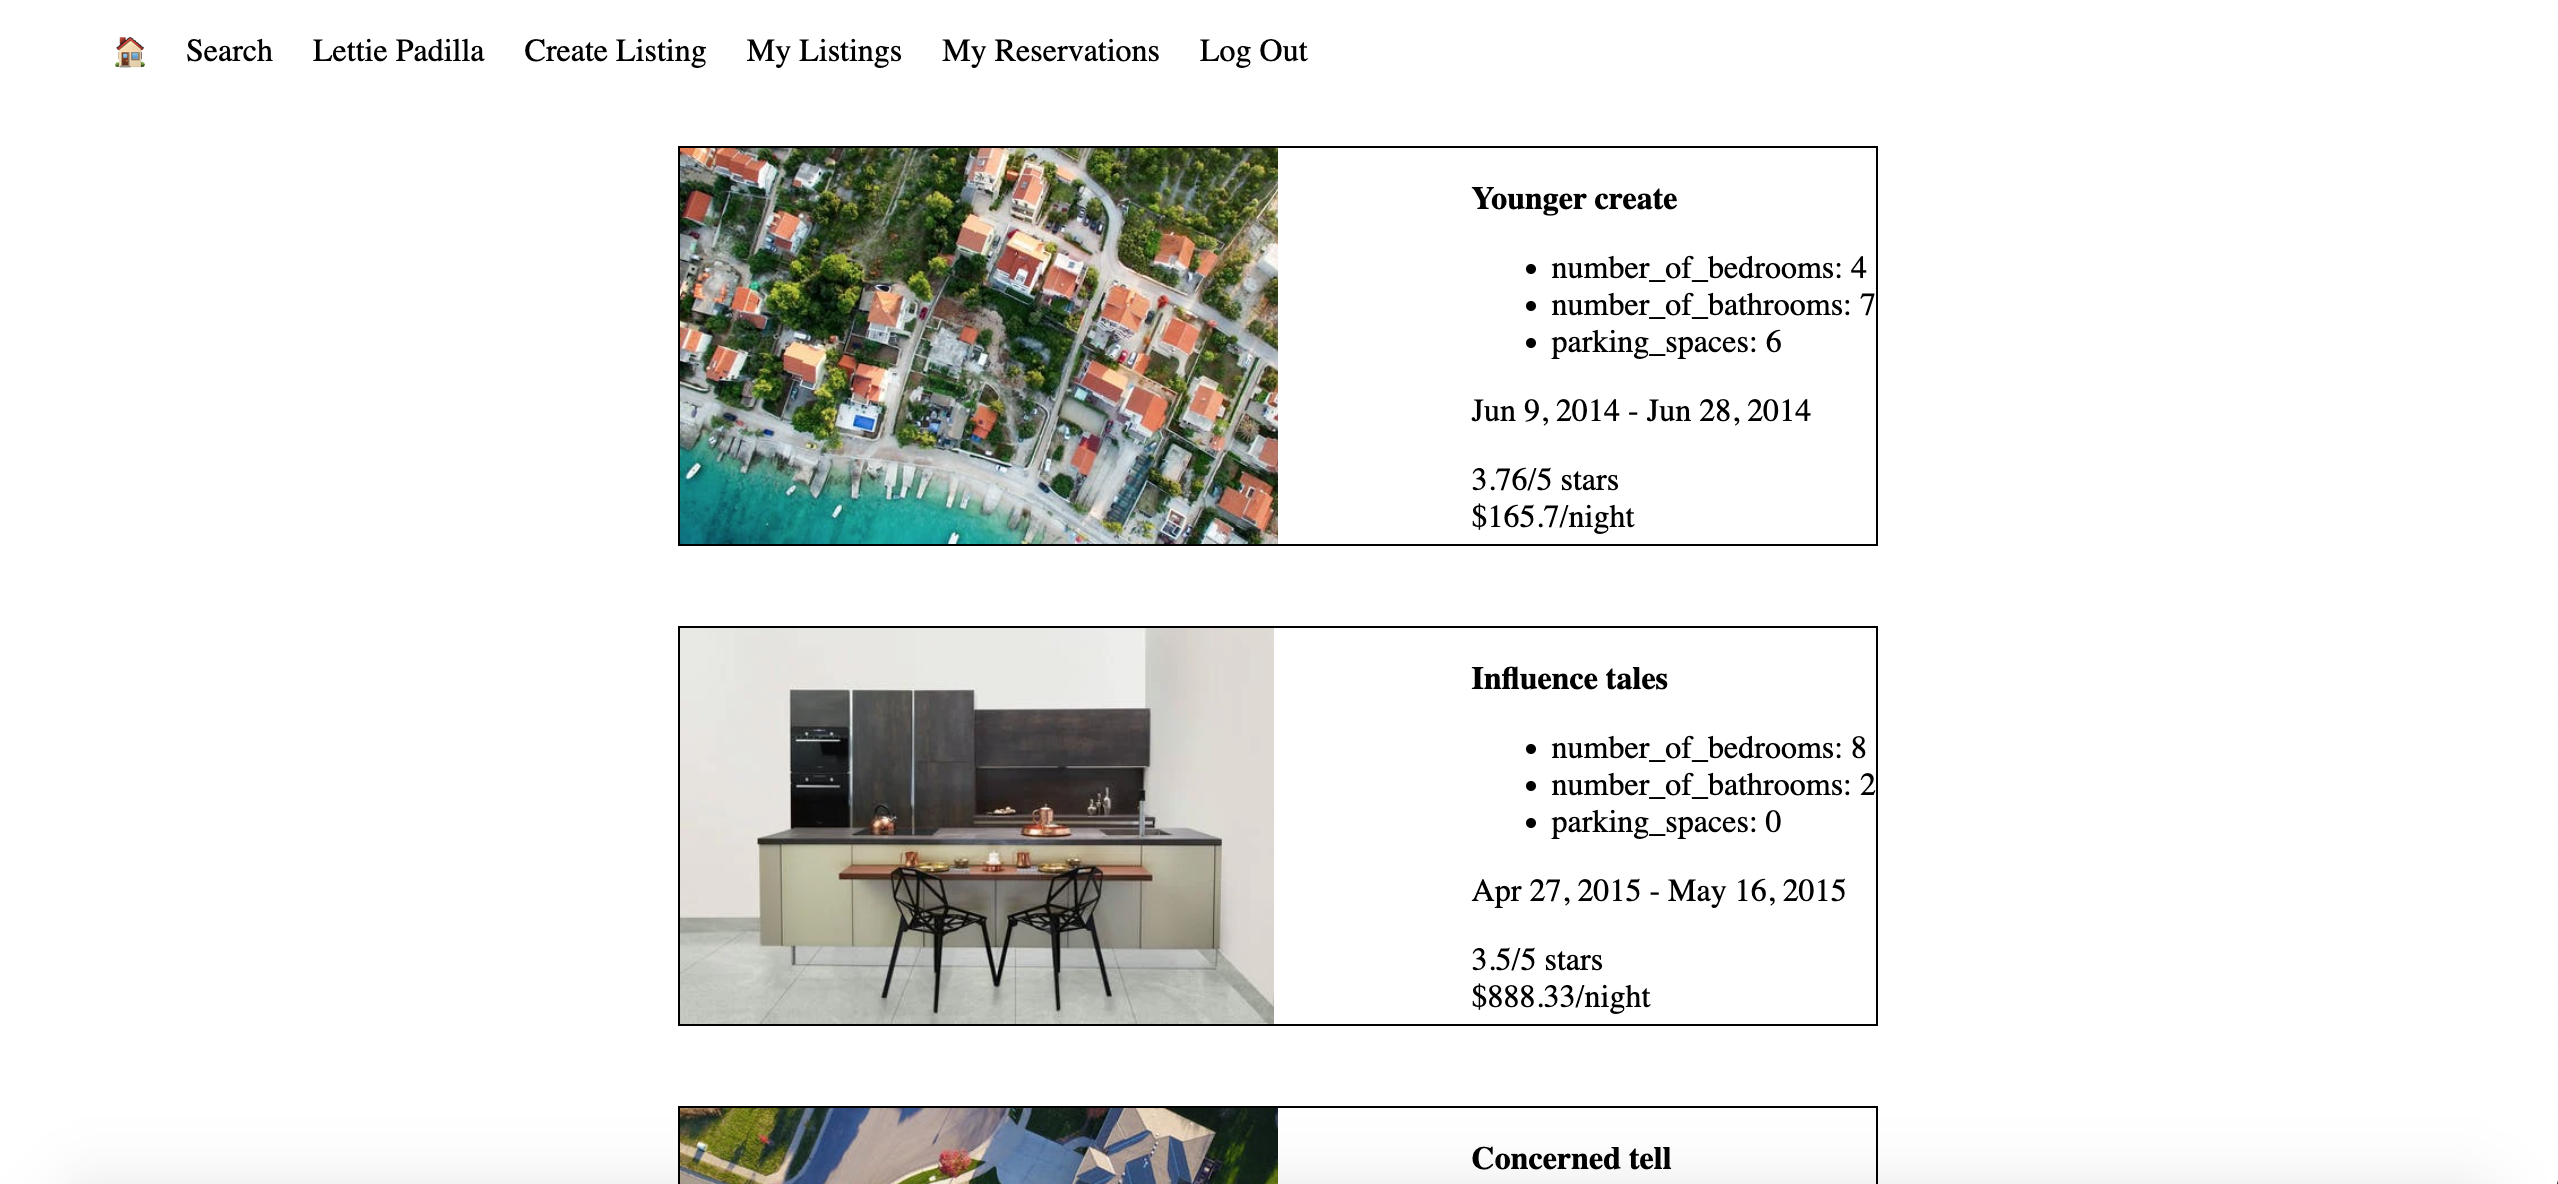 Search Lettie Padilla Create Listing My Listings My Reservations Log Out
Younger create
number_of_bedrooms: 4
number_of_bathrooms: 7
parking_spaces: 6
Jun 9, 2014 - Jun 28, 2014
3.76/5 stars
$165.7/night
Influence tales
number_of_bedrooms: 8
number_of_bathrooms: 2
parking_spaces: 0
Apr 27, 2015 - May 16, 2015
3.5/5 stars
$888.33/night
Concerned tell